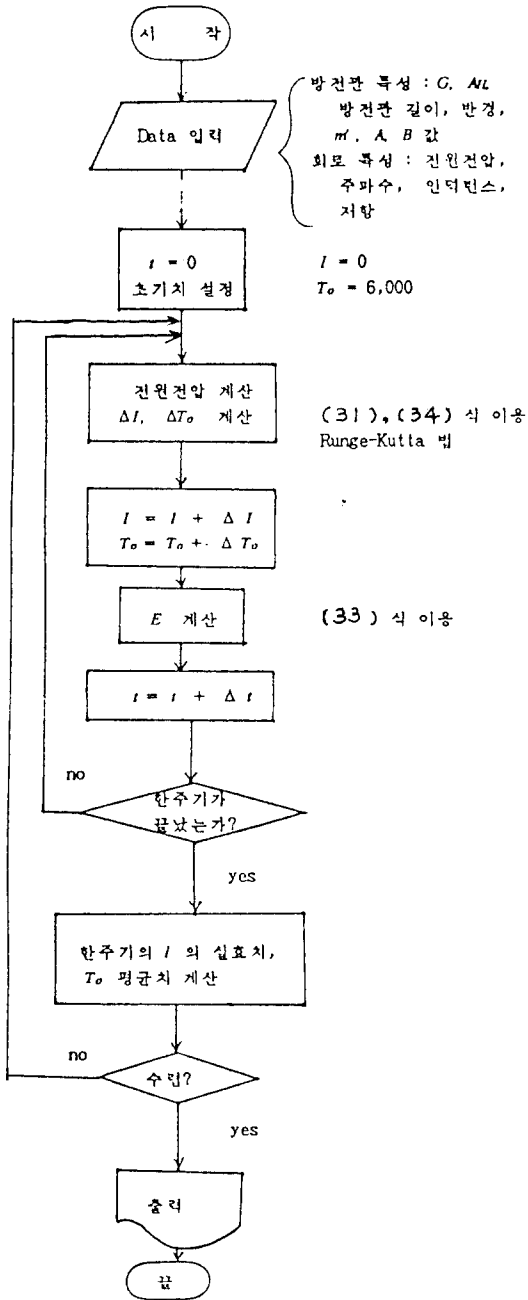 시 작
Data 입력
방전관 특성 : G, A/L
방전관 길이, 반경,
m', A, B 값
회로 특성 : 전원전압,
주파수, 인덕턴스,
저항
t = 0
초기치 설정
I = 0
To = 6,000
전원전압 계산
ΔI, ΔTo 계산
(31), (34) 식 이용
Runge-Kutta 법
I = I + Δ I
To = To + Δ To
E 계산
(33) 식 이용
t = t + Δ t
no
한주기가
끝났는가?
yes
한주기의 I 의 실효치,
To 평균치 계산
no
수렴?
yes
출력
끝